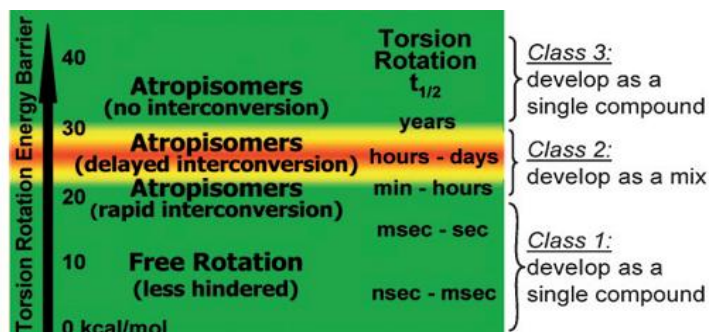 Torsion Rotation Energy Barrier
40
30
20
10
0 kcal/mol
Atropisomers
(no interconversion)
Atropisomers
(delayed interconversion)
Atropisomers
(rapid interconversion)
Free Rotation
(less hindered)
Torsion
Rotation
t1/2
years
hours - days
min - hours
msec - sec
nsec - msec
Class 3:
develop as a
single compound
Class 2:
develop as a mix
Class 1:
develop as a
single compound